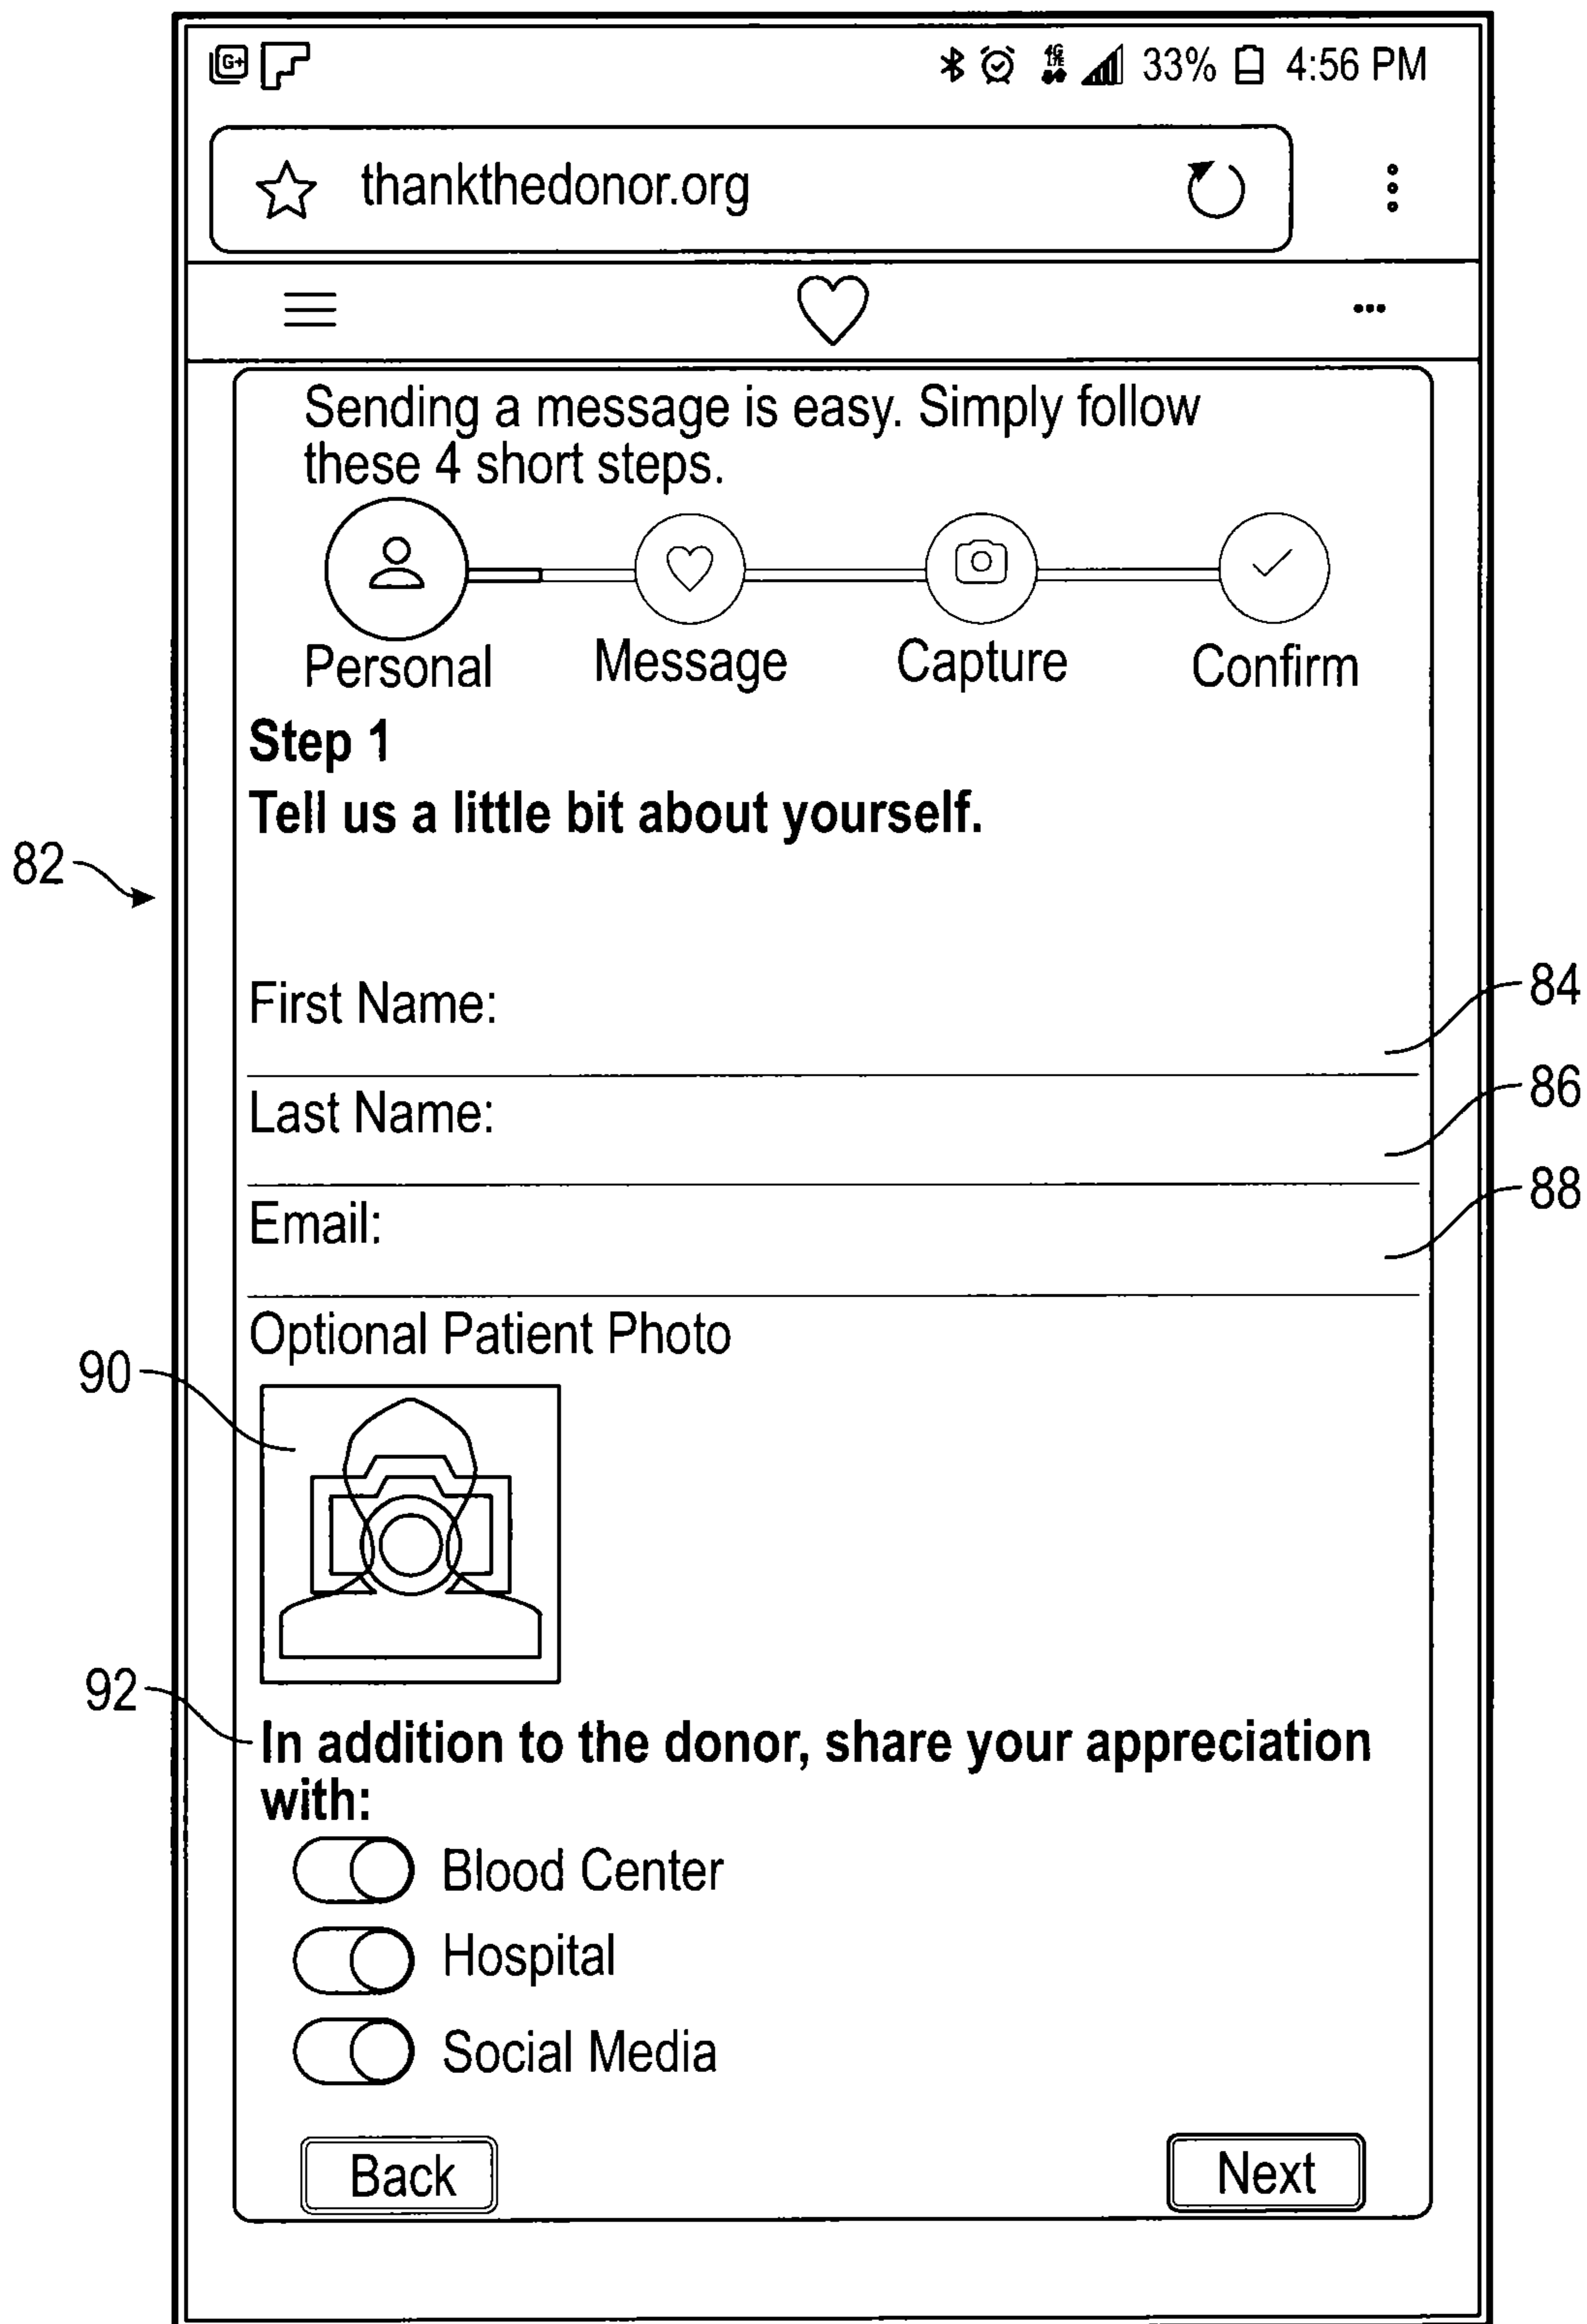 G+
4G
LTE
33%
4:56 PM
thankthedonor.org
Sending a message is easy. Simply follow
these 4 short steps.
Personal Message Capture Confirm
Step 1
Tell us a little bit about yourself.
82
First Name:
84
Last Name:
86
Email:
88
Optional Patient Photo
90
92
In addition to the donor, share your appreciation
with:
Blood Center
Hospital
Social Media
Back Next